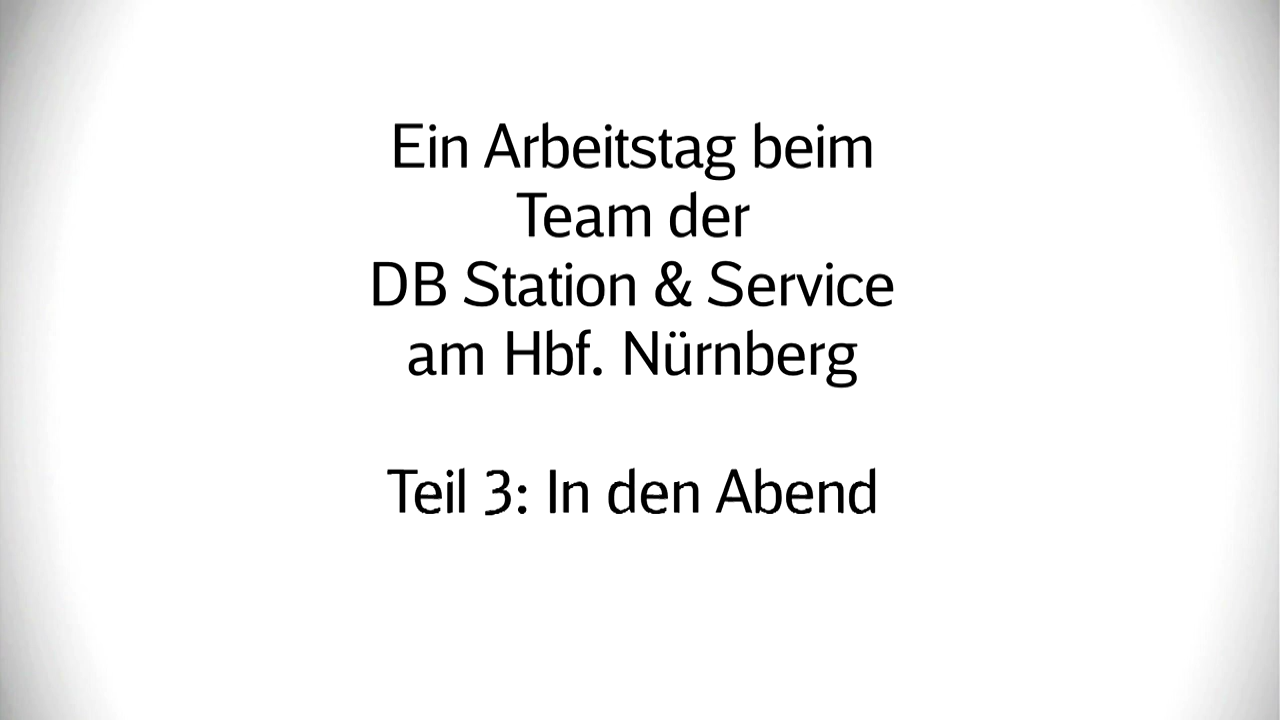 Ein Arbeitstag beim
Team der
DB Station & Service
am Hbf. Nürnberg
Teil 3: In den Abend